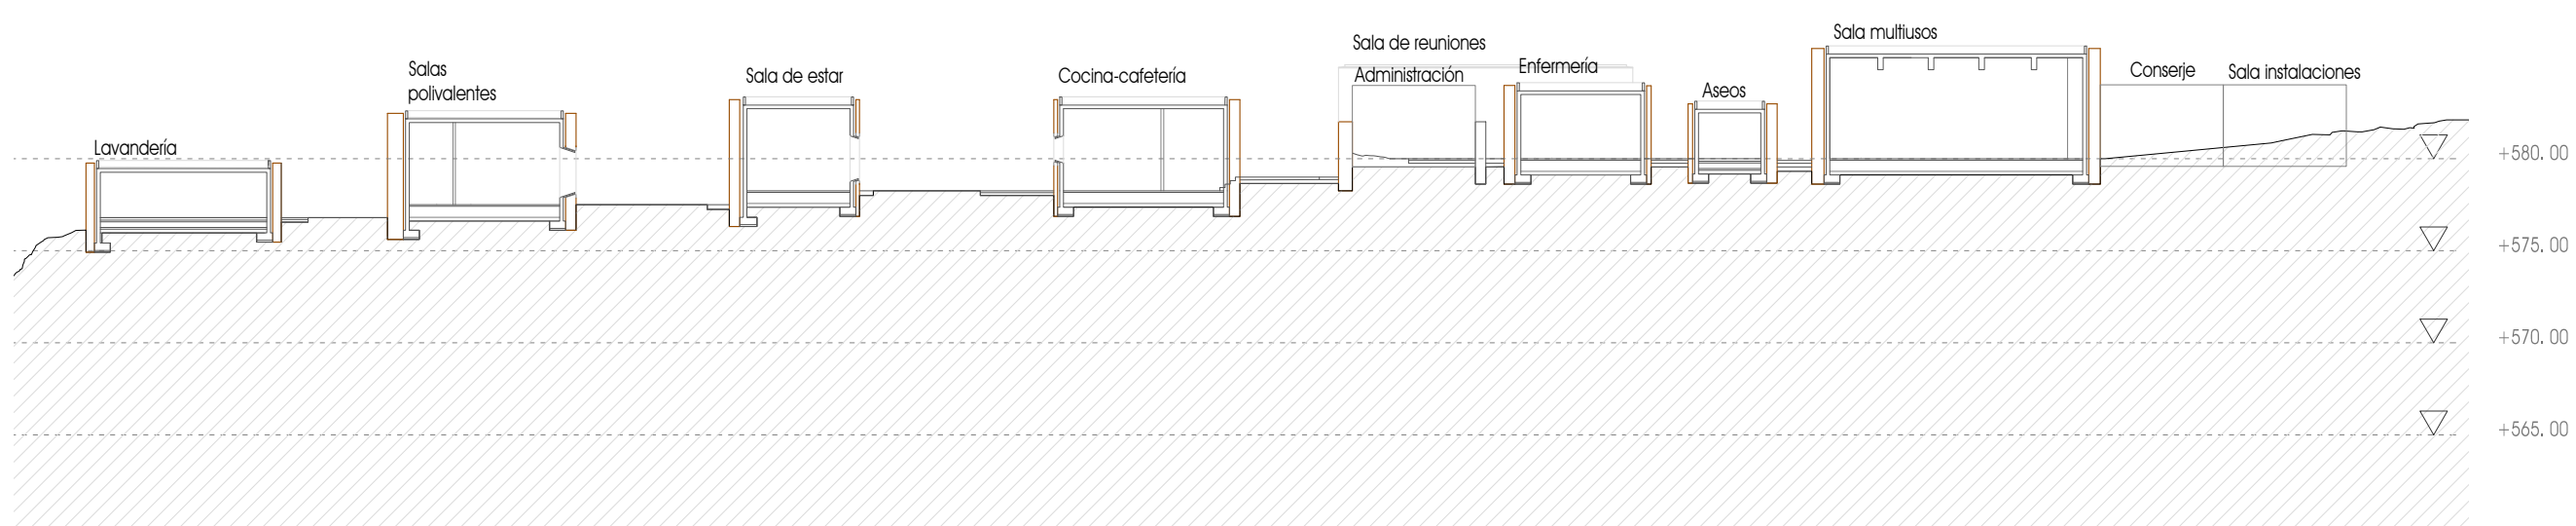 Lavandería
Salas
polivalentes
Sala de estar
Cocina-cafetería
Sala de reuniones
Administración
Enfermería
Aseos
Sala multiusos
Conserje
Sala instalaciones
+580. 00
+575. 00
+570. 00
+565. 00